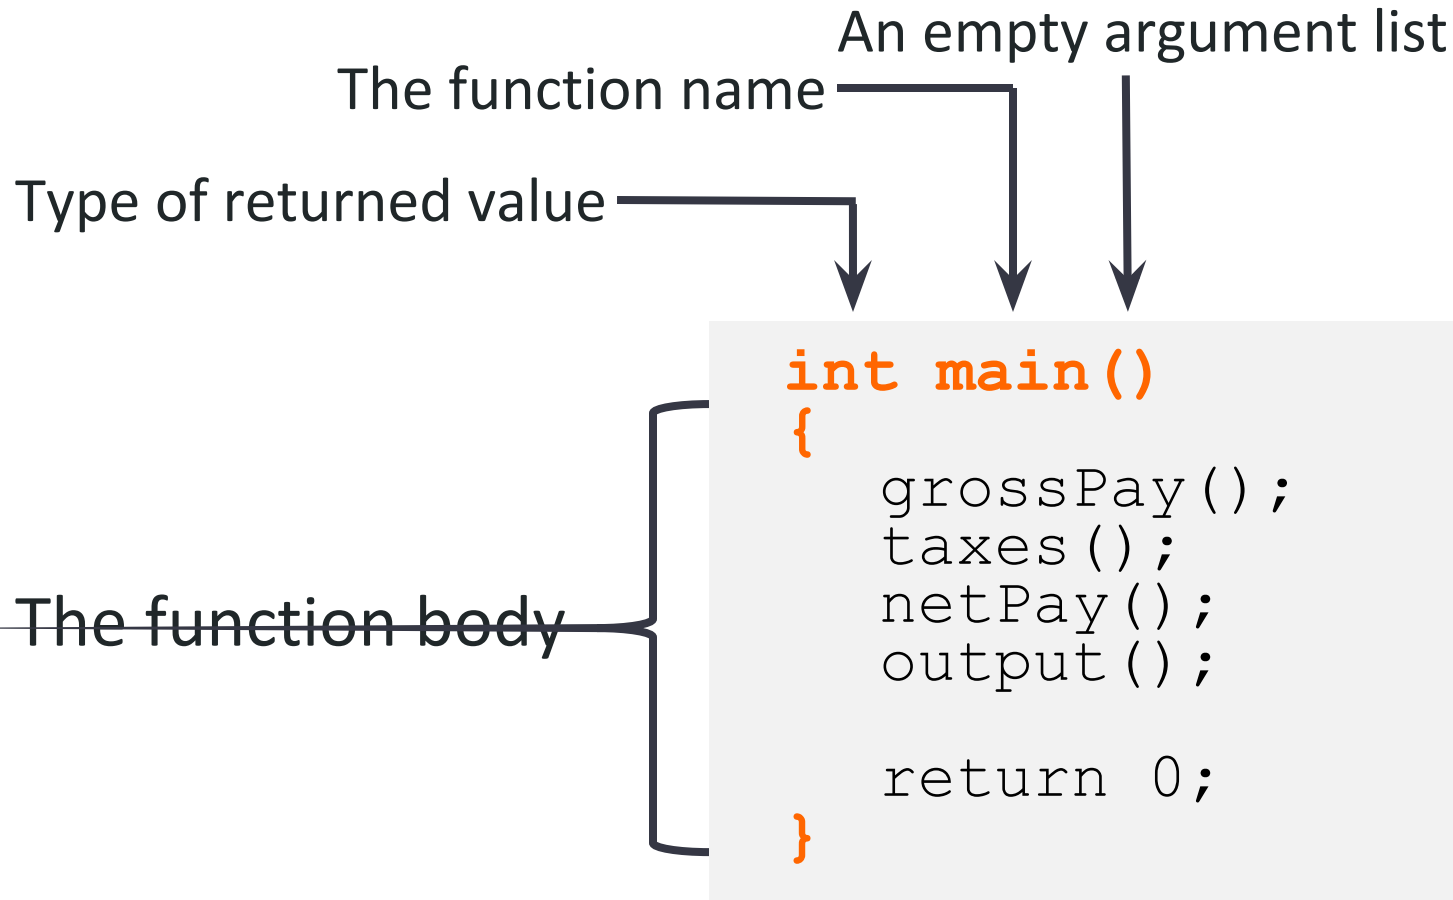 An empty argument list
The function name
Type of returned value
int main()
{
grossPay();
taxes();
netPay();
output();
return 0;
}
The function body